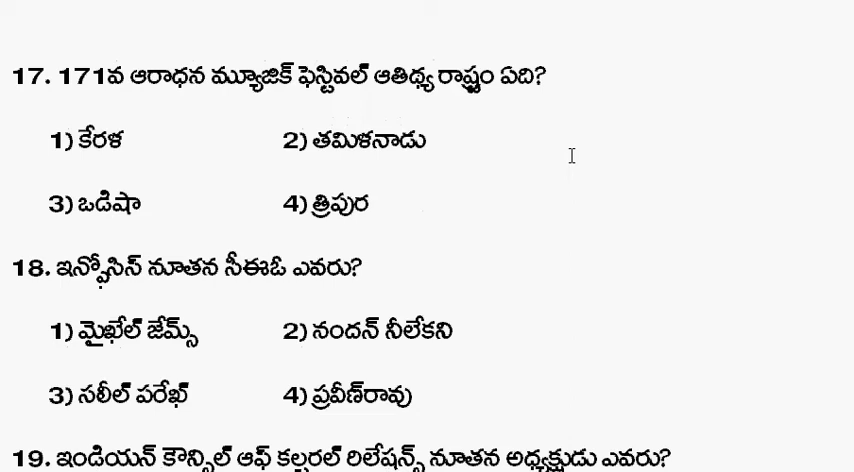 17. 171వ ఆరాధన మ్యూజిక్ ఫెస్టివల్ ఆతిథ్య రాష్ట్రం ఏది?
1) కేరళ 2) తమిళనాడు
3) ఒడిషా 4) త్రిపుర
18. ఇన్ఫోసిస్ నూతన సీఈఓ ఎవరు?
1) మైఖేల్ జేమ్స్ 2) నందన్ నీలేకని
3) సలీల్ పరేఖ్ 4) ప్రవీణ్‌రావు
19. ఇండియన్ కౌన్సిల్ ఆఫ్ కల్చరల్ రిలేషన్స్ నూతన అధ్యక్షుడు ఎవరు?